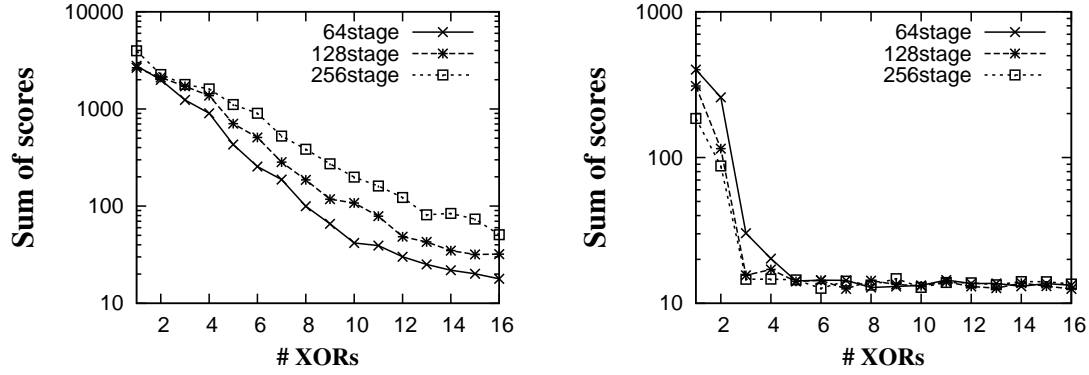 10000
1000
100
10
2 4 6 8 10 12 14 16
Sum of scores
# XORs
64stage
128stage
256stage
1000
100
10
2 4 6 8 10 12 14 16
Sum of scores
# XORs
64stage
128stage
256stage